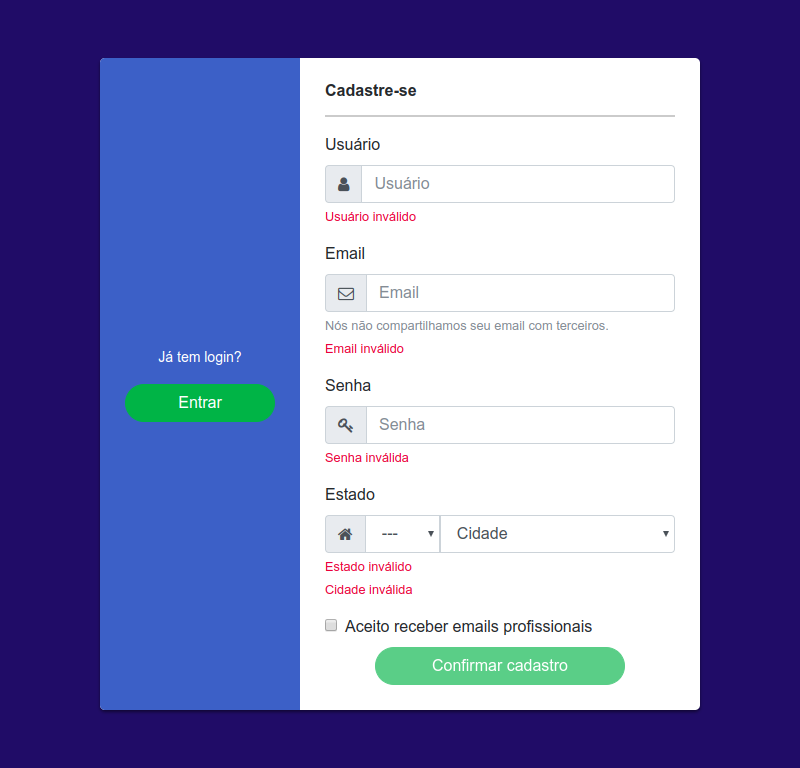 Já tem login?
Entrar
Cadastre-se
Usuário
Usuário
Usuário inválido
Email
Email
Nós não compartilhamos seu email com terceiros.
Email inválido
Senha
Senha
Senha inválida
Estado
--- Cidade
Estado inválido
Cidade inválida
Aceito receber emails profissionais
Confirmar cadastro